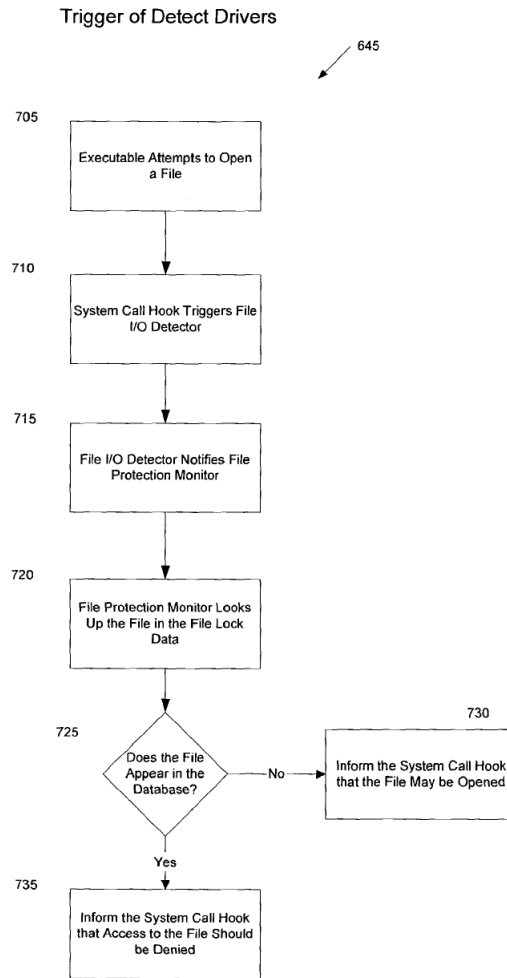 Trigger of Detect Drivers
645
705
Executable Attempts to Open
a File
710
System Call Hook Triggers File
I/O Detector
715
File I/O Detector Notifies File
Protection Monitor
720
File Protection Monitor Looks
Up the File in the File Lock
Data
725
Does the File
Appear in the
Database?
No
730
Inform the System Call Hook
that the File May be Opened
Yes
735
Inform the System Call Hook
that Access to the File Should
be Denied